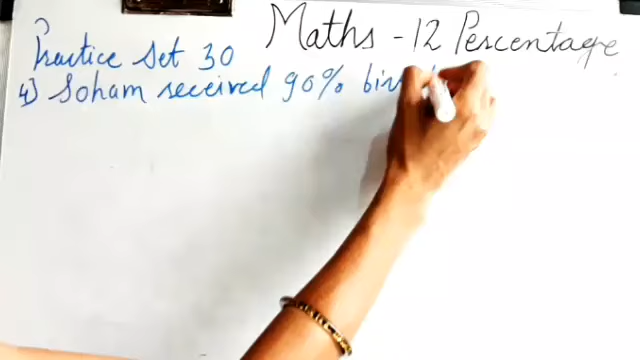 Maths - 12 Percentage
Practice Set 30
4) Soham received 90%